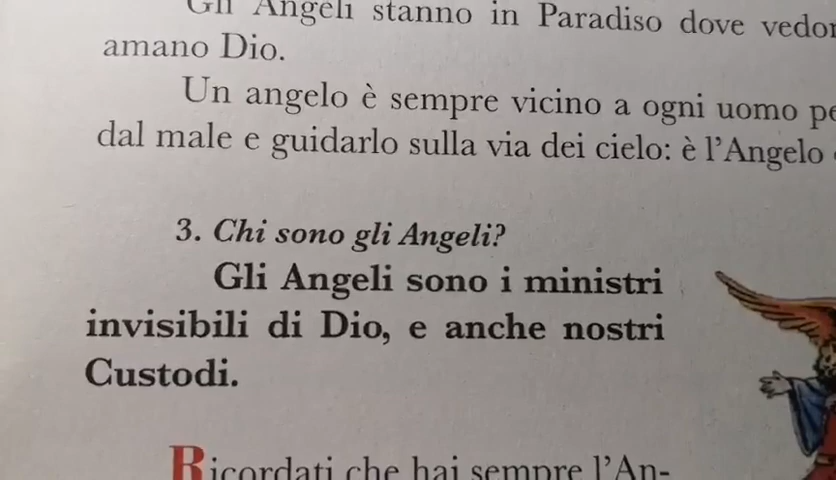 Gli Angeli stanno in Paradiso dove
amano Dio.
Un angelo è sempre vicino a ogni uomo
dal male e guidarlo sulla via dei cielo: è l'Angelo
3. Chi sono gli Angeli?
Gli Angeli sono i ministri
invisibili di Dio, e anche nostri
Custodi.
Ricordati che hai sempre l'An-